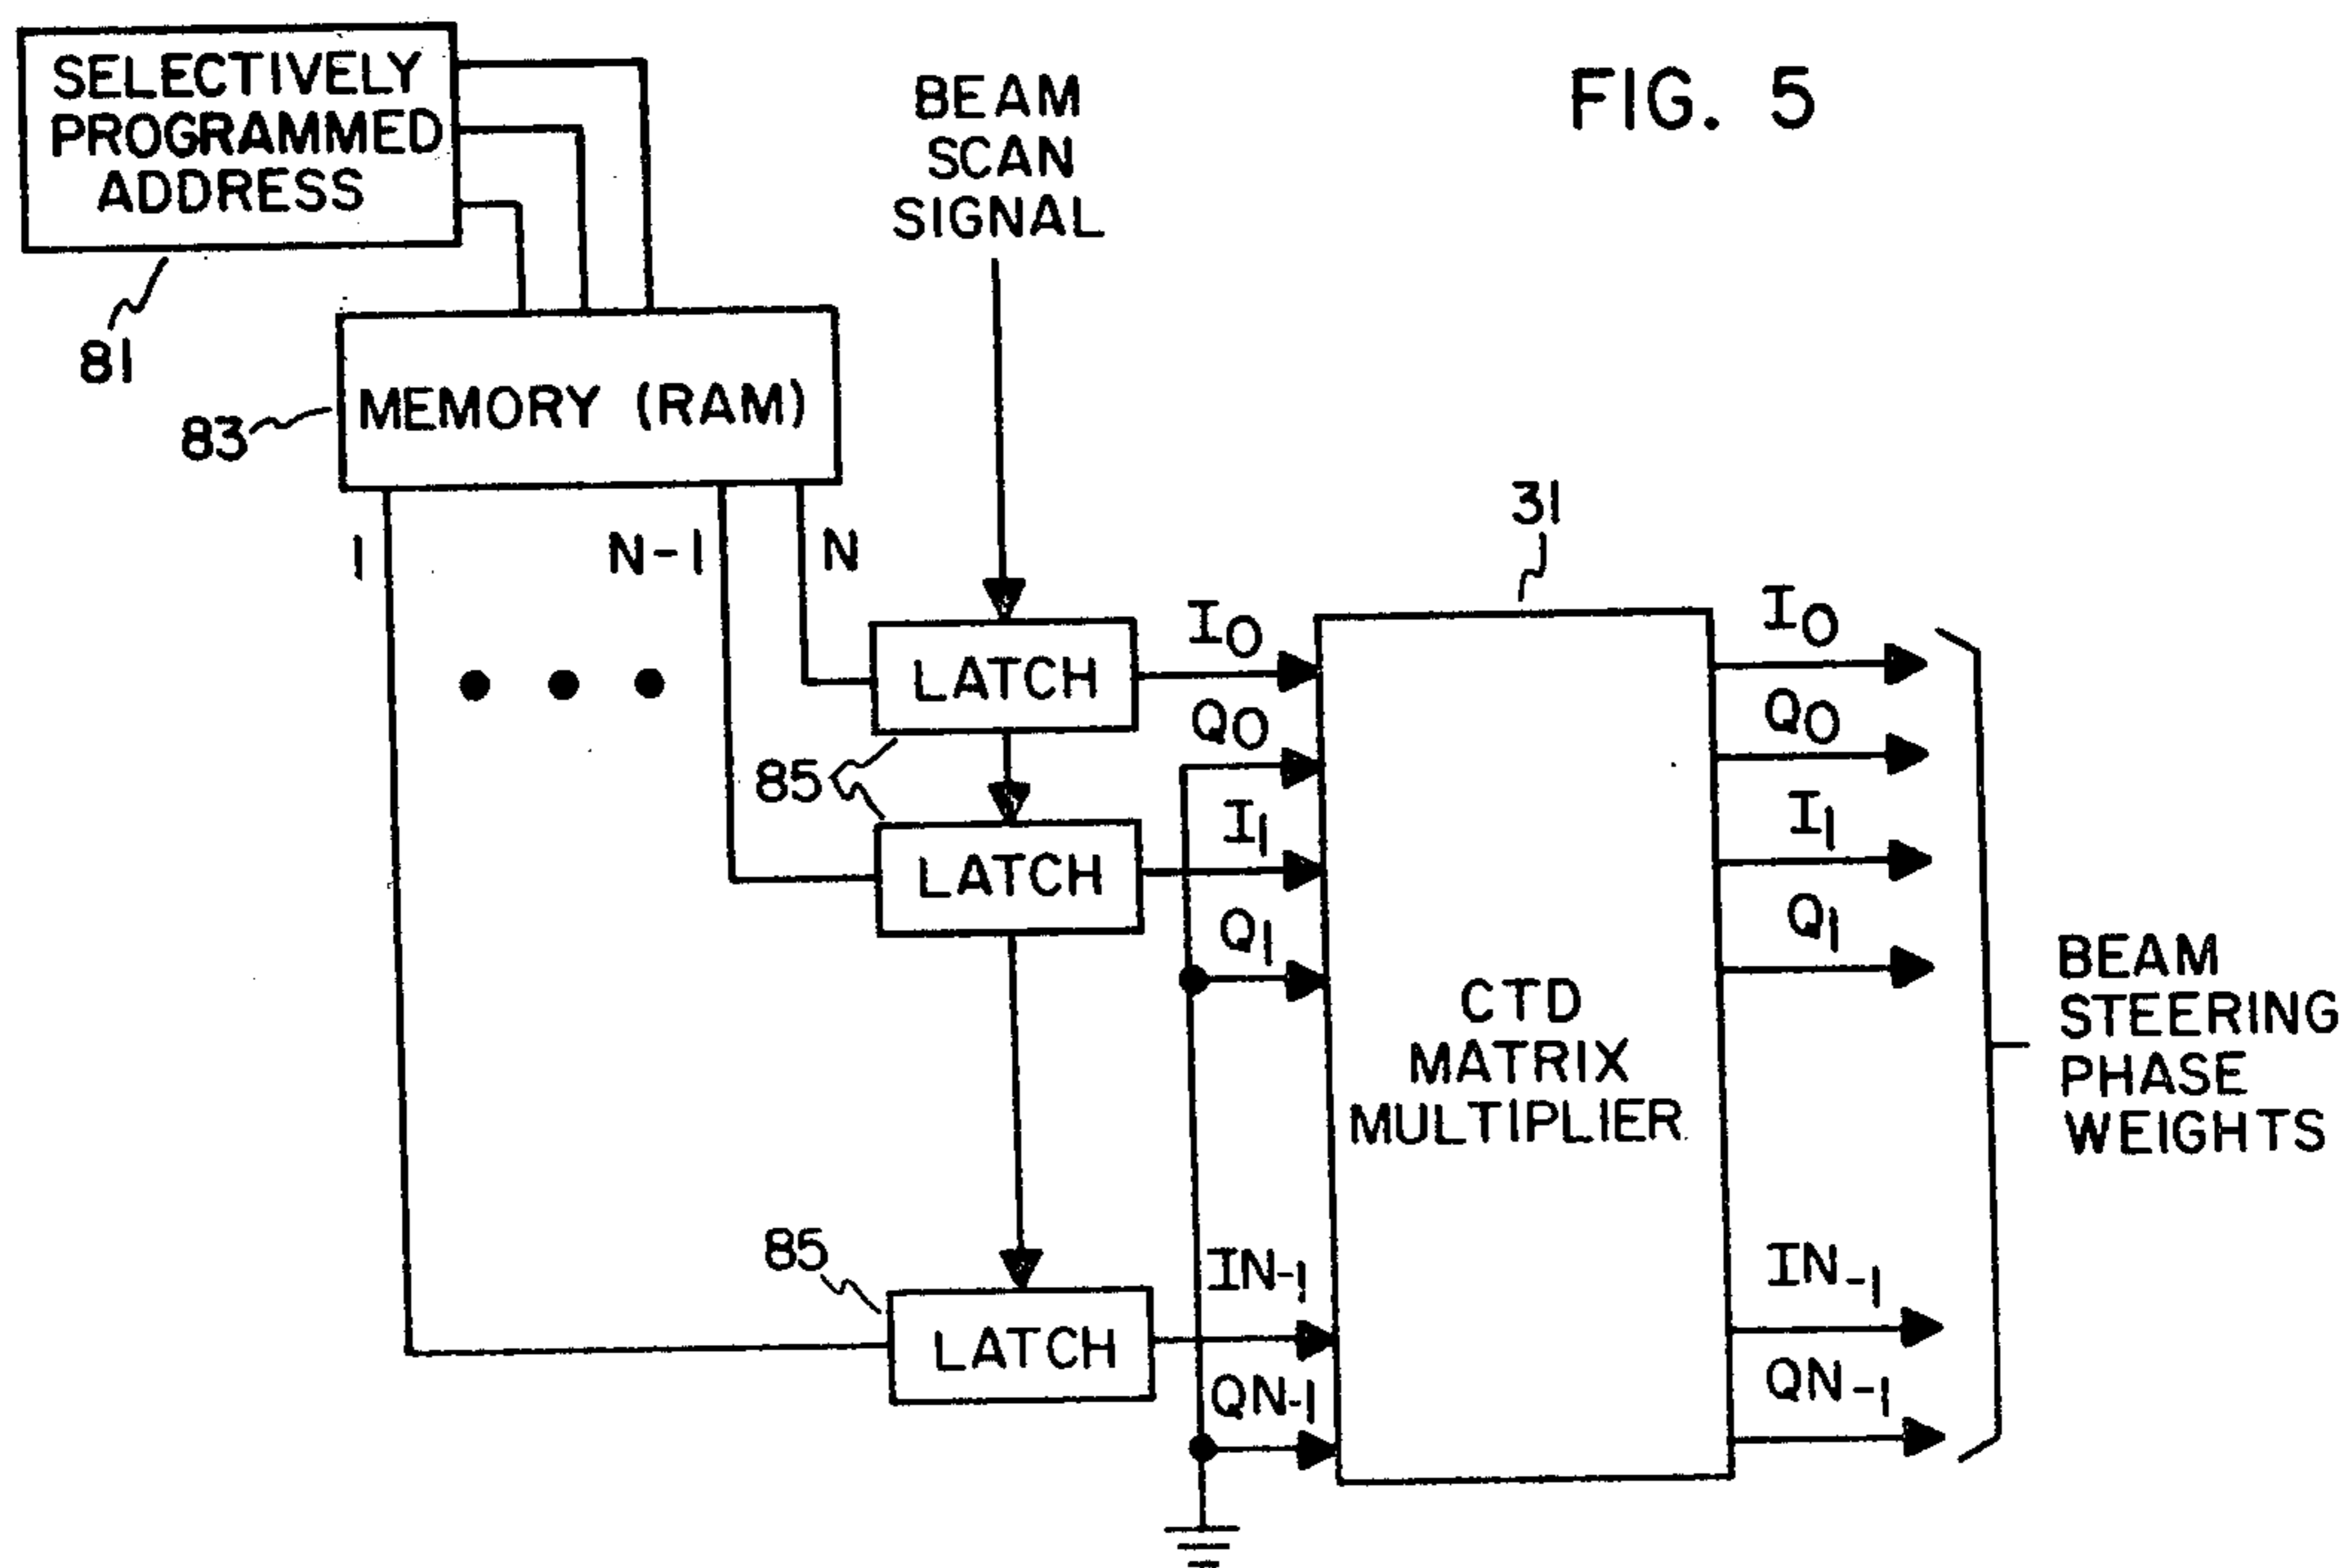 FIG. 5
SELECTIVELY
PROGRAMMED
ADDRESS
81
BEAM
SCAN
SIGNAL
MEMORY (RAM)
83
1
N-1
N
31
LATCH
I0
Q0
85
LATCH
I1
Q1
85
LATCH
IN-1
QN-1
CTD
MATRIX
MULTIPLIER
I0
Q0
I1
Q1
IN-1
QN-1
BEAM
STEERING
PHASE
WEIGHTS